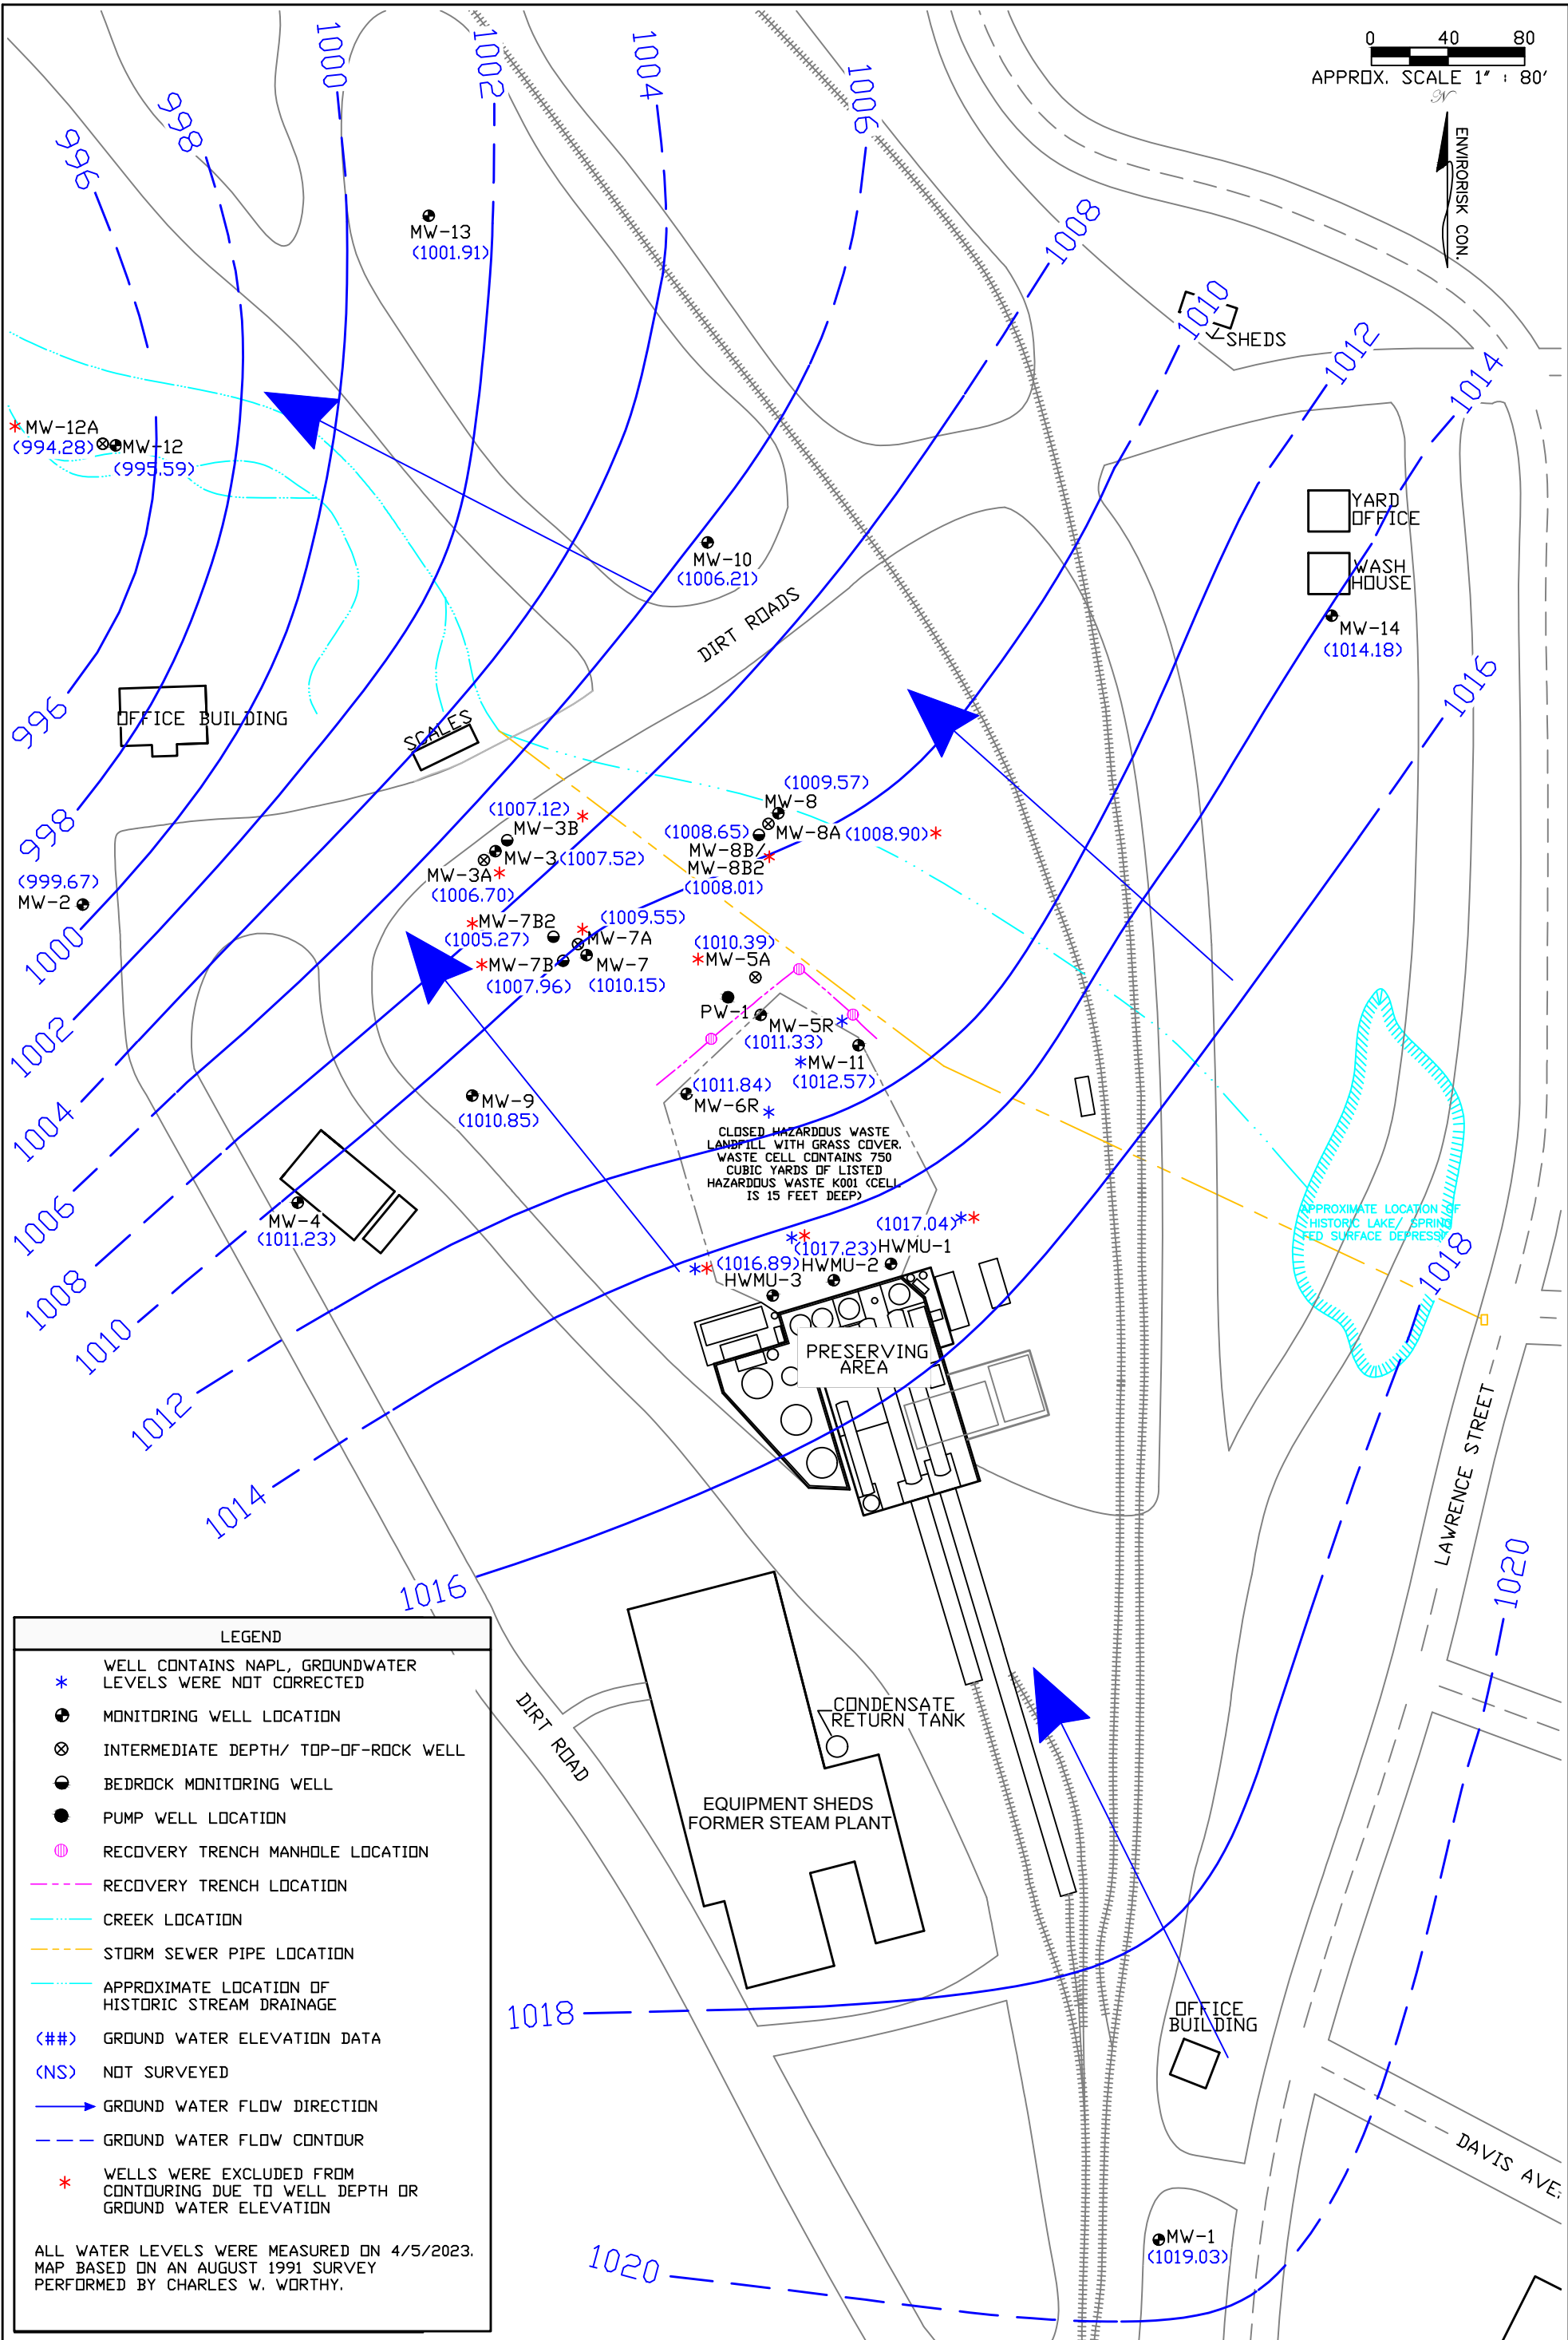 1000
1002
1004
1006
0 40 80
APPROX. SCALE 1" : 80'
N
ENVIRORISK CON.
998
996
1008
MW-13
(1001.91)
1010
SHEDS
1012
1014
MW-12A
(994.28)
MW-12
(995.59)
YARD
OFFICE
WASH
HOUSE
MW-10
(1006.21)
DIRT ROADS
MW-14
(1014.18)
1016
996
OFFICE BUILDING
SCALES
998
(1007.12)
MW-3B
MW-3 (1007.52)
MW-3A
(1006.70)
(1009.57)
MW-8
(1008.65)
MW-8A (1008.90)
MW-8B/
MW-8B2
(1008.01)
(999.67)
MW-2
1000
MW-7B2
(1005.27)
(1009.55)
MW-7A
MW-7B
(1007.96)
MW-7
(1010.15)
(1010.39)
MW-5A
PW-1
MW-5R
(1011.33)
MW-11
(1012.57)
1002
(1011.84)
MW-6R
MW-9
(1010.85)
1004
CLOSED HAZARDOUS WASTE
LANDFILL WITH GRASS COVER.
WASTE CELL CONTAINS 750
CUBIC YARDS OF LISTED
HAZARDOUS WASTE K001 (CELL
IS 15 FEET DEEP)
MW-4
(1011.23)
1006
APPROXIMATE LOCATION OF
HISTORIC LAKE/ SPRING
FED SURFACE DEPRESSION
1018
(1017.04)
HWMU-1
(1017.23)
HWMU-2
(1016.89)
HWMU-3
1008
1010
PRESERVING
AREA
1012
1014
LAWRENCE STREET
1016
1020
LEGEND
WELL CONTAINS NAPL, GROUNDWATER
LEVELS WERE NOT CORRECTED
MONITORING WELL LOCATION
INTERMEDIATE DEPTH/ TOP-OF-ROCK WELL
BEDROCK MONITORING WELL
PUMP WELL LOCATION
RECOVERY TRENCH MANHOLE LOCATION
RECOVERY TRENCH LOCATION
CREEK LOCATION
STORM SEWER PIPE LOCATION
APPROXIMATE LOCATION OF
HISTORIC STREAM DRAINAGE
(##) GROUND WATER ELEVATION DATA
(NS) NOT SURVEYED
GROUND WATER FLOW DIRECTION
GROUND WATER FLOW CONTOUR
WELLS WERE EXCLUDED FROM
CONTOURING DUE TO WELL DEPTH OR
GROUND WATER ELEVATION
ALL WATER LEVELS WERE MEASURED ON 4/5/2023.
MAP BASED ON AN AUGUST 1991 SURVEY
PERFORMED BY CHARLES W. WORTHY.
DIRT ROAD
CONDENSATE
RETURN TANK
EQUIPMENT SHEDS
FORMER STEAM PLANT
1018
OFFICE
BUILDING
DAVIS AVE.
MW-1
(1019.03)
1020